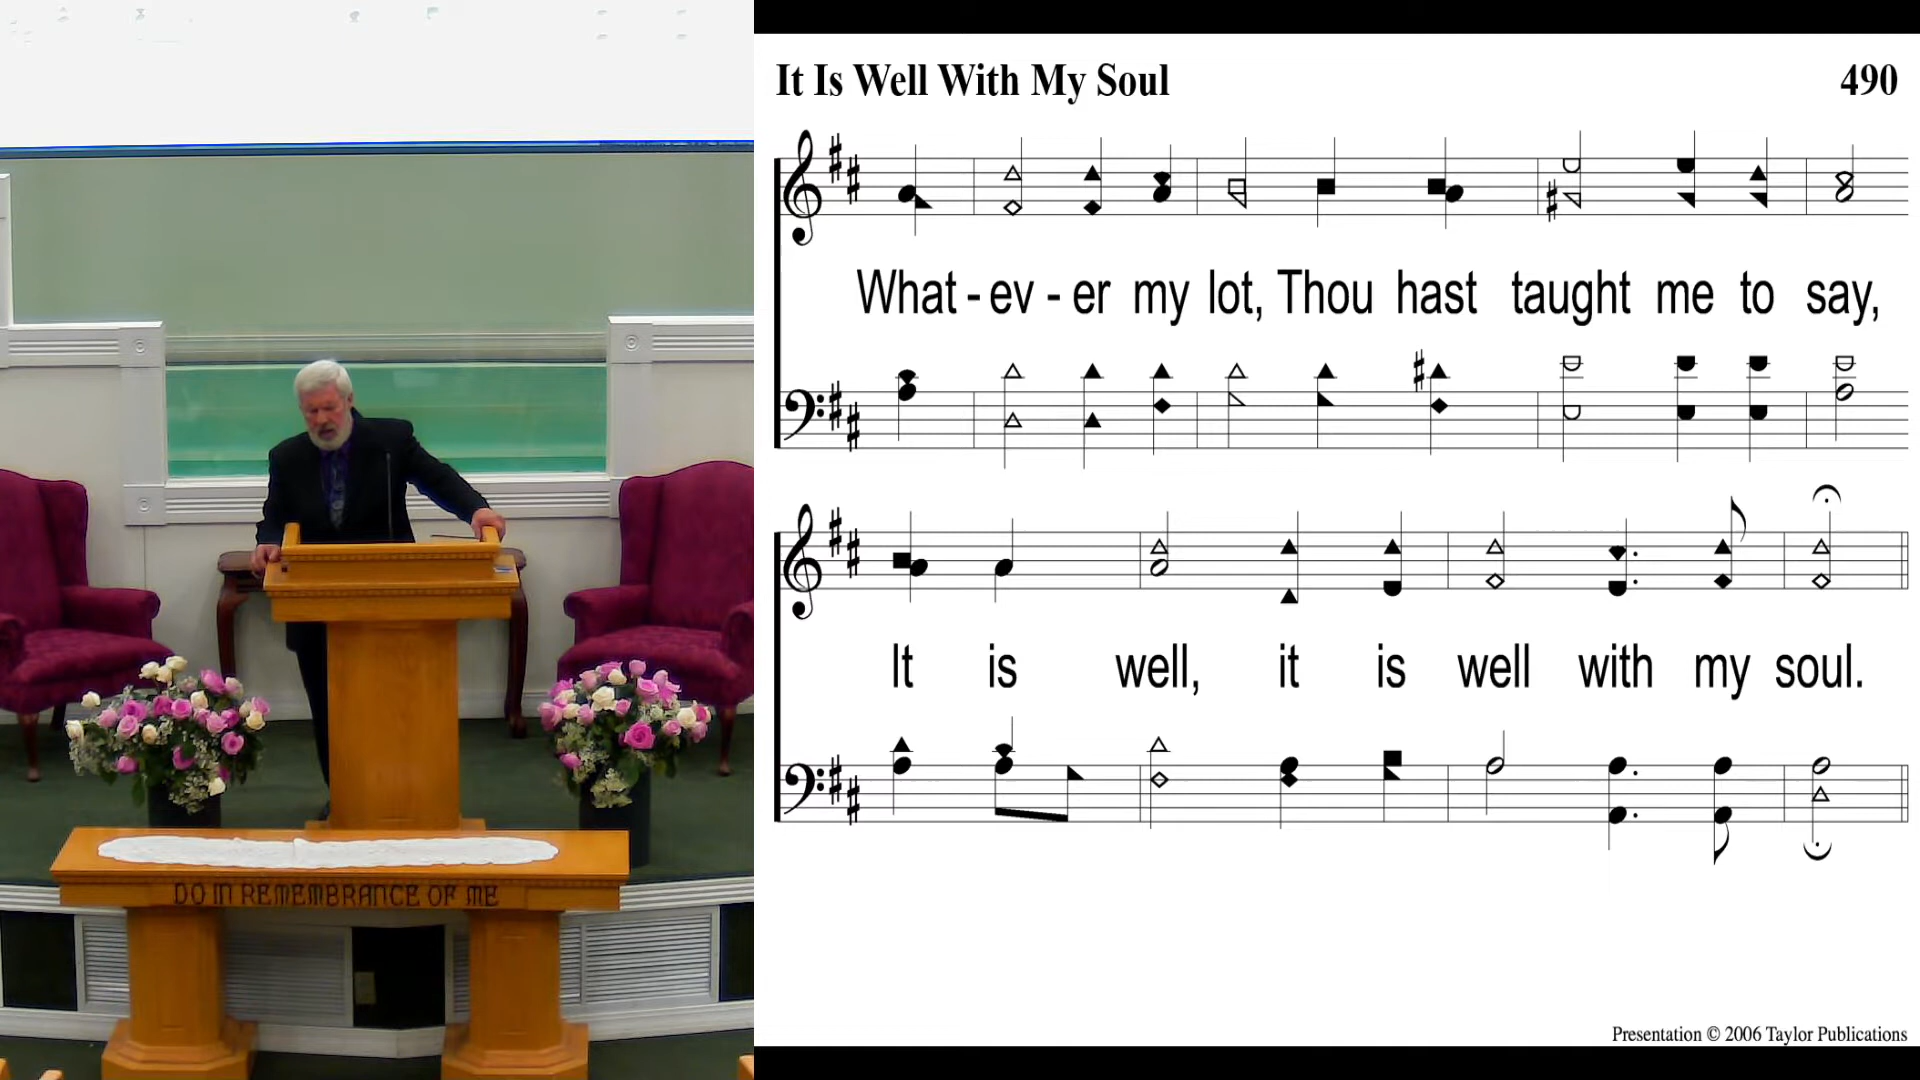 It Is Well With My Soul
490
What - ev - er my lot, Thou hast taught me to say,
It is well, it is well with my soul.
DO IN REMEMBRANCE OF ME
Presentation © 2006 Taylor Publications